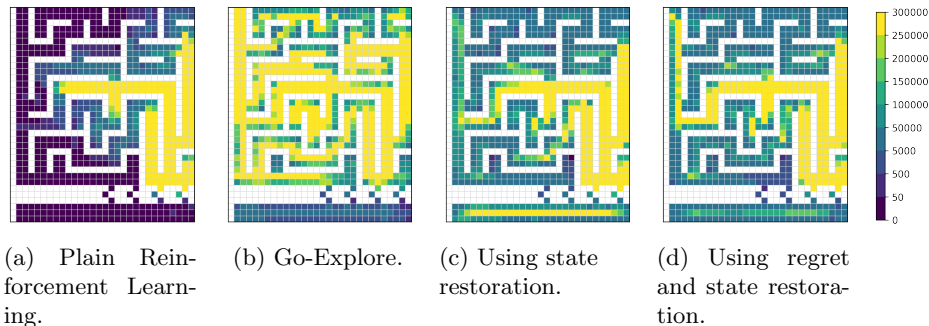 300000
250000
200000
150000
100000
50000
5000
500
50
0
(a) Plain Rein-
forcement Learn-
ing.
(b) Go-Explore.
(c) Using state
restoration.
(d) Using regret
and state restora-
tion.